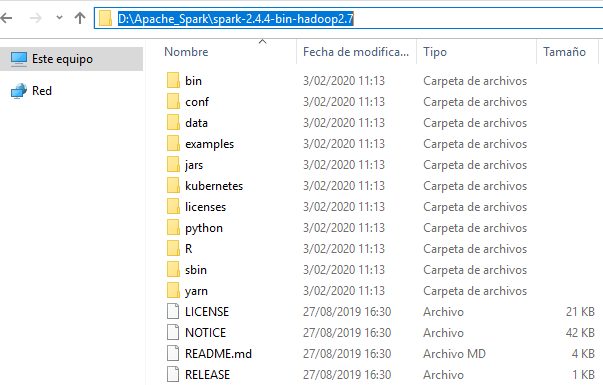 D:\Apache_Spark\spark-2.4.4-bin-hadoop2.7
Nombre Fecha de modifica... Tipo Tamaño
Este equipo
Red
bin 3/02/2020 11:13 Carpeta de archivos
conf 3/02/2020 11:13 Carpeta de archivos
data 3/02/2020 11:13 Carpeta de archivos
examples 3/02/2020 11:13 Carpeta de archivos
jars 3/02/2020 11:13 Carpeta de archivos
kubernetes 3/02/2020 11:13 Carpeta de archivos
licenses 3/02/2020 11:13 Carpeta de archivos
python 3/02/2020 11:13 Carpeta de archivos
R 3/02/2020 11:13 Carpeta de archivos
sbin 3/02/2020 11:13 Carpeta de archivos
yarn 3/02/2020 11:13 Carpeta de archivos
LICENSE 27/08/2019 16:30 Archivo 21 KB
NOTICE 27/08/2019 16:30 Archivo 42 KB
README.md 27/08/2019 16:30 Archivo MD 4 KB
RELEASE 27/08/2019 16:30 Archivo 1 KB